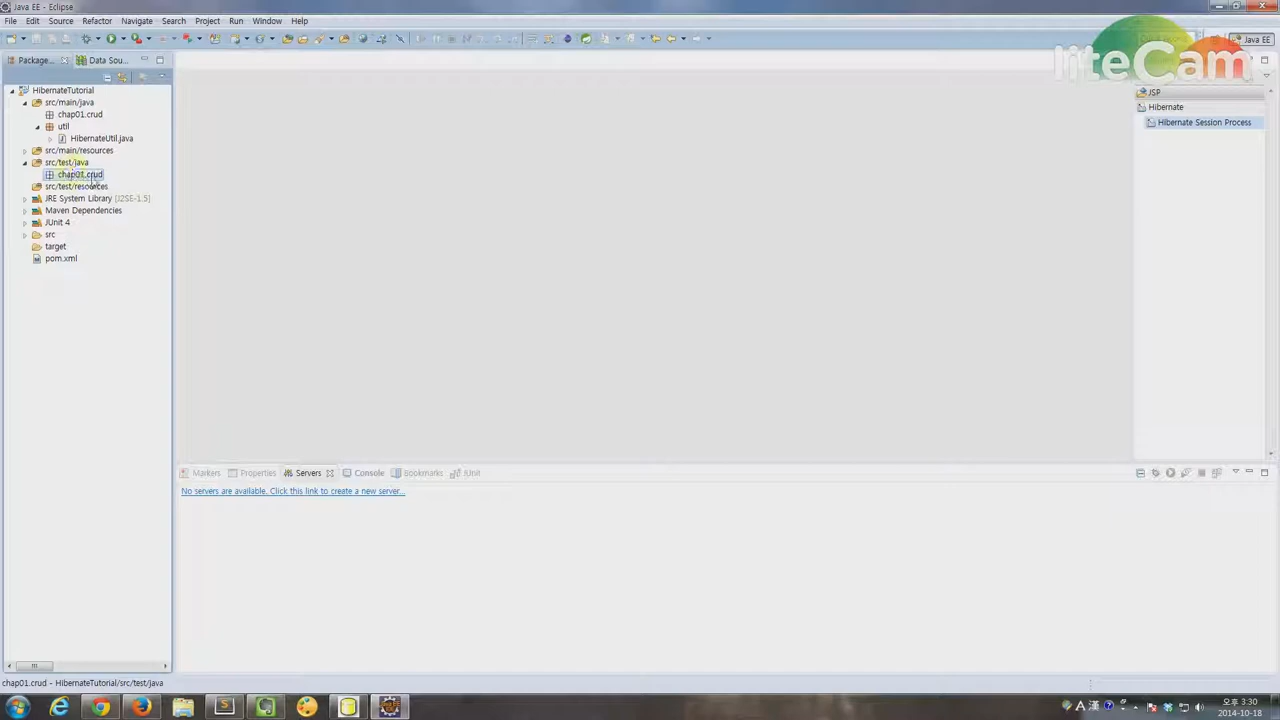 Java EE - Eclipse
File Edit Source Refactor Navigate Search Project Run Window Help
liteCam
Java EE
Package... Data Sou...
HibernateTutorial
src/main/java
chap01.crud
util
HibernateUtil.java
src/main/resources
src/test/java
chap01.crud
src/test/resources
JRE System Library [J2SE-1.5]
Maven Dependencies
JUnit 4
src
target
pom.xml
JSP
Hibernate
Hibernate Session Process
Markers Properties Servers Console Bookmarks JUnit
No servers are available. Click this link to create a new server...
chap01.crud - HibernateTutorial/src/test/java
A 漢
오후 3:30
2014-10-18